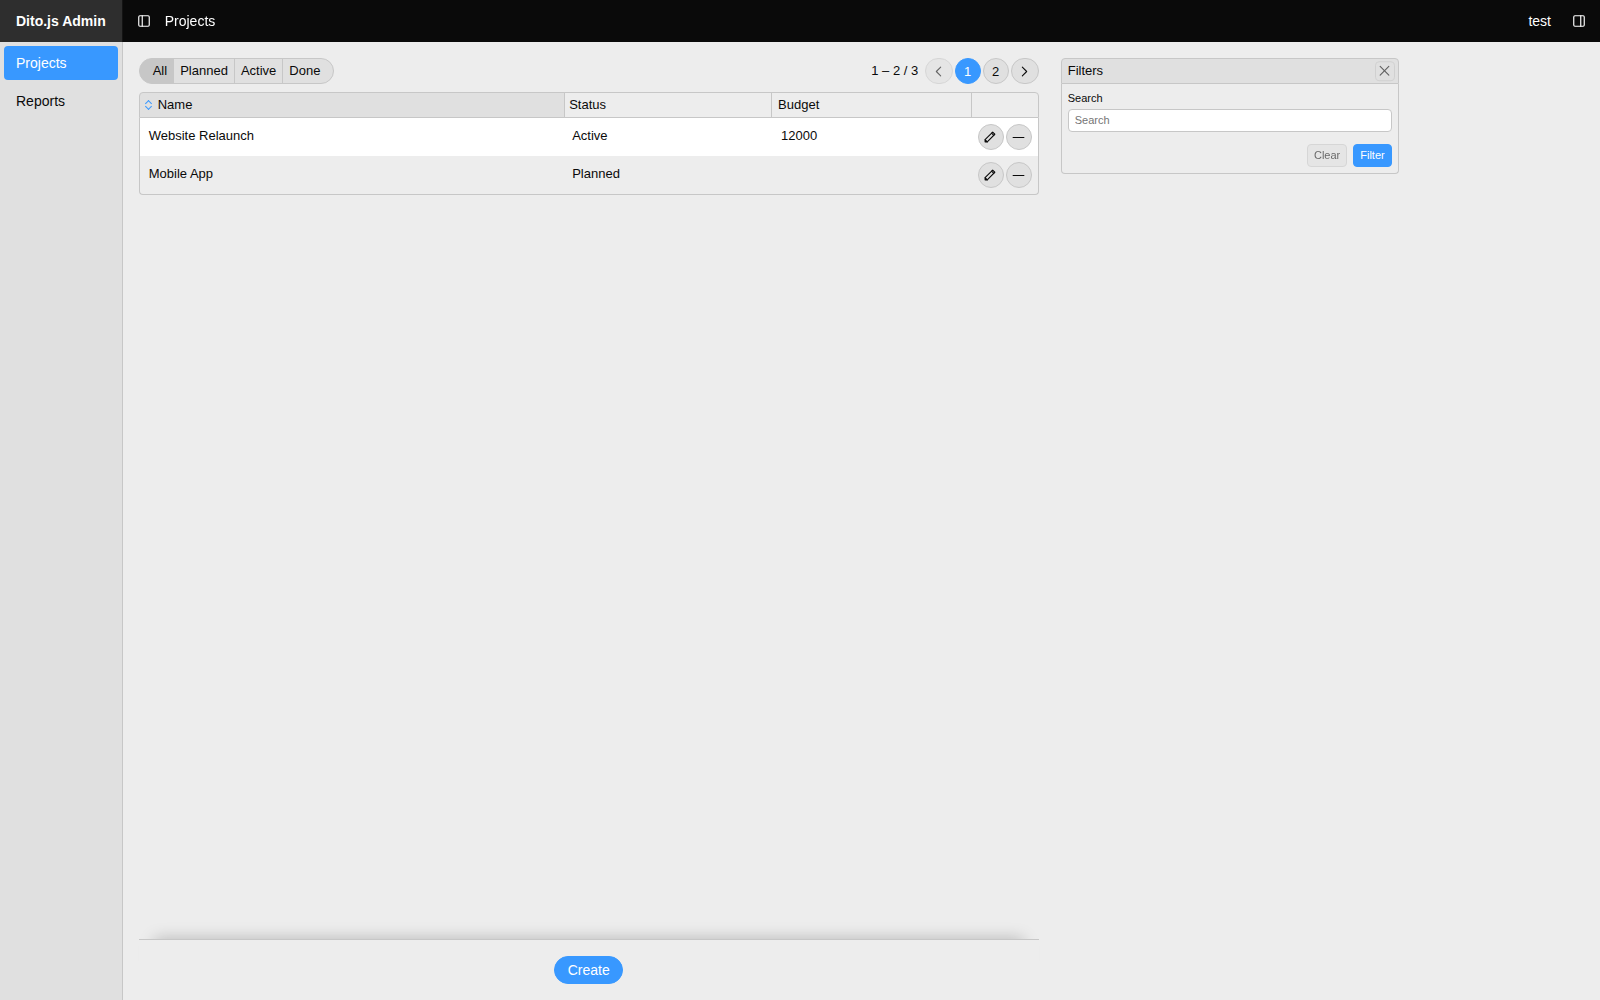 Dito.js Admin
Projects
test
Projects
Reports
All Planned Active Done
1 – 2 / 3
1 2
Name Status Budget
Website Relaunch Active 12000
Mobile App Planned
Filters
Search
Search
Clear Filter
Create